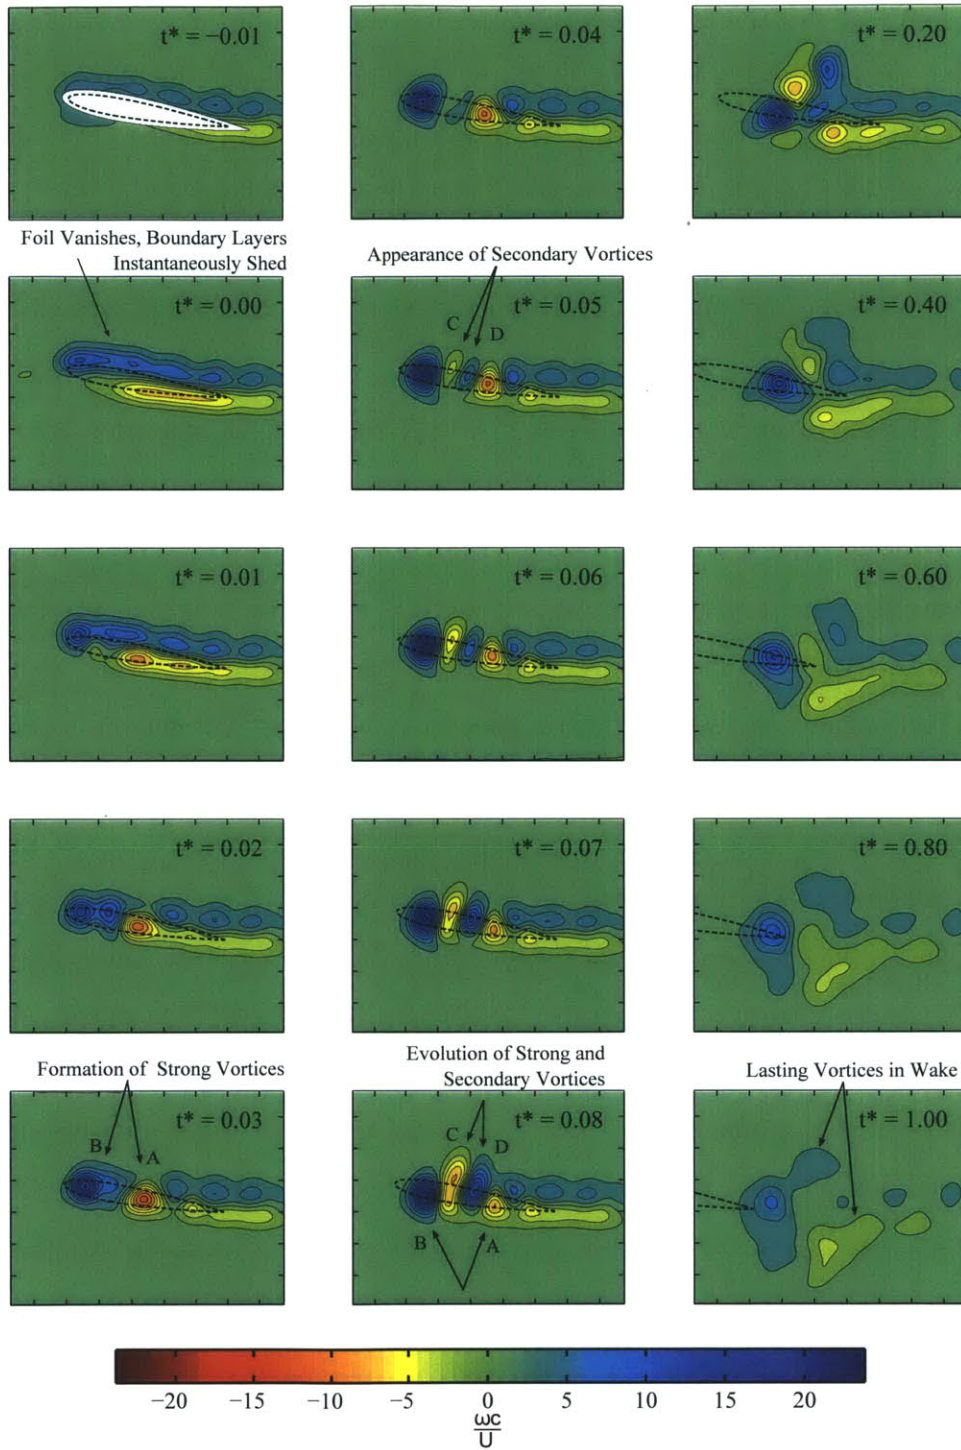 t* = −0.01
t* = 0.04
t* = 0.20
Foil Vanishes, Boundary Layers
Instantaneously Shed
Appearance of Secondary Vortices
t* = 0.00
t* = 0.05
C
D
t* = 0.40
t* = 0.01
t* = 0.06
t* = 0.60
t* = 0.02
t* = 0.07
t* = 0.80
Formation of Strong Vortices
Evolution of Strong and
Secondary Vortices
Lasting Vortices in Wake
t* = 0.03
B
A
t* = 0.08
C
D
B
A
t* = 1.00
−20 −15 −10 −5 0 5 10 15 20
ωc
U